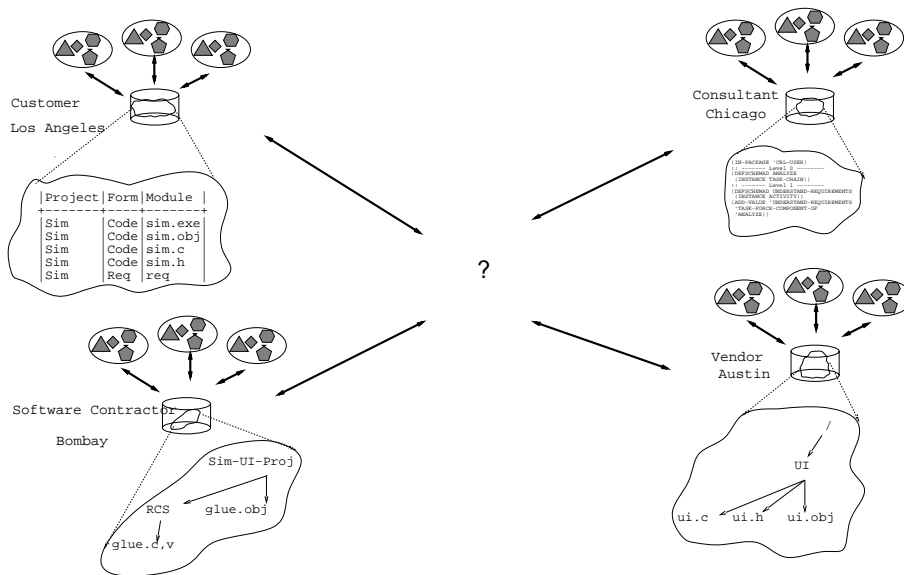 Customer
Los Angeles
|Project|Form|Module |
+-------+----+-------+
|Sim |Code|sim.exe|
|Sim |Code|sim.obj|
|Sim |Code|sim.c |
|Sim |Code|sim.h |
|Sim |Req |req |
Consultant
Chicago
(IN-PACKAGE 'CRL-USER)
;; ------- Level 0 --------
(DEFSCHEMAD ANALYZE
(INSTANCE TASK-CHAIN))
;; ------- Level 1 --------
(DEFSCHEMAD UNDERSTAND-REQUIREMENTS
(INSTANCE ACTIVITY))
(ADD-VALUE 'UNDERSTAND-REQUIREMENTS
'TASK-FORCE-COMPONENT-OF
'ANALYZE))
?
Software Contractor
Bombay
Sim-UI-Proj
RCS
glue.obj
glue.c,v
Vendor
Austin
/
UI
ui.c ui.h ui.obj